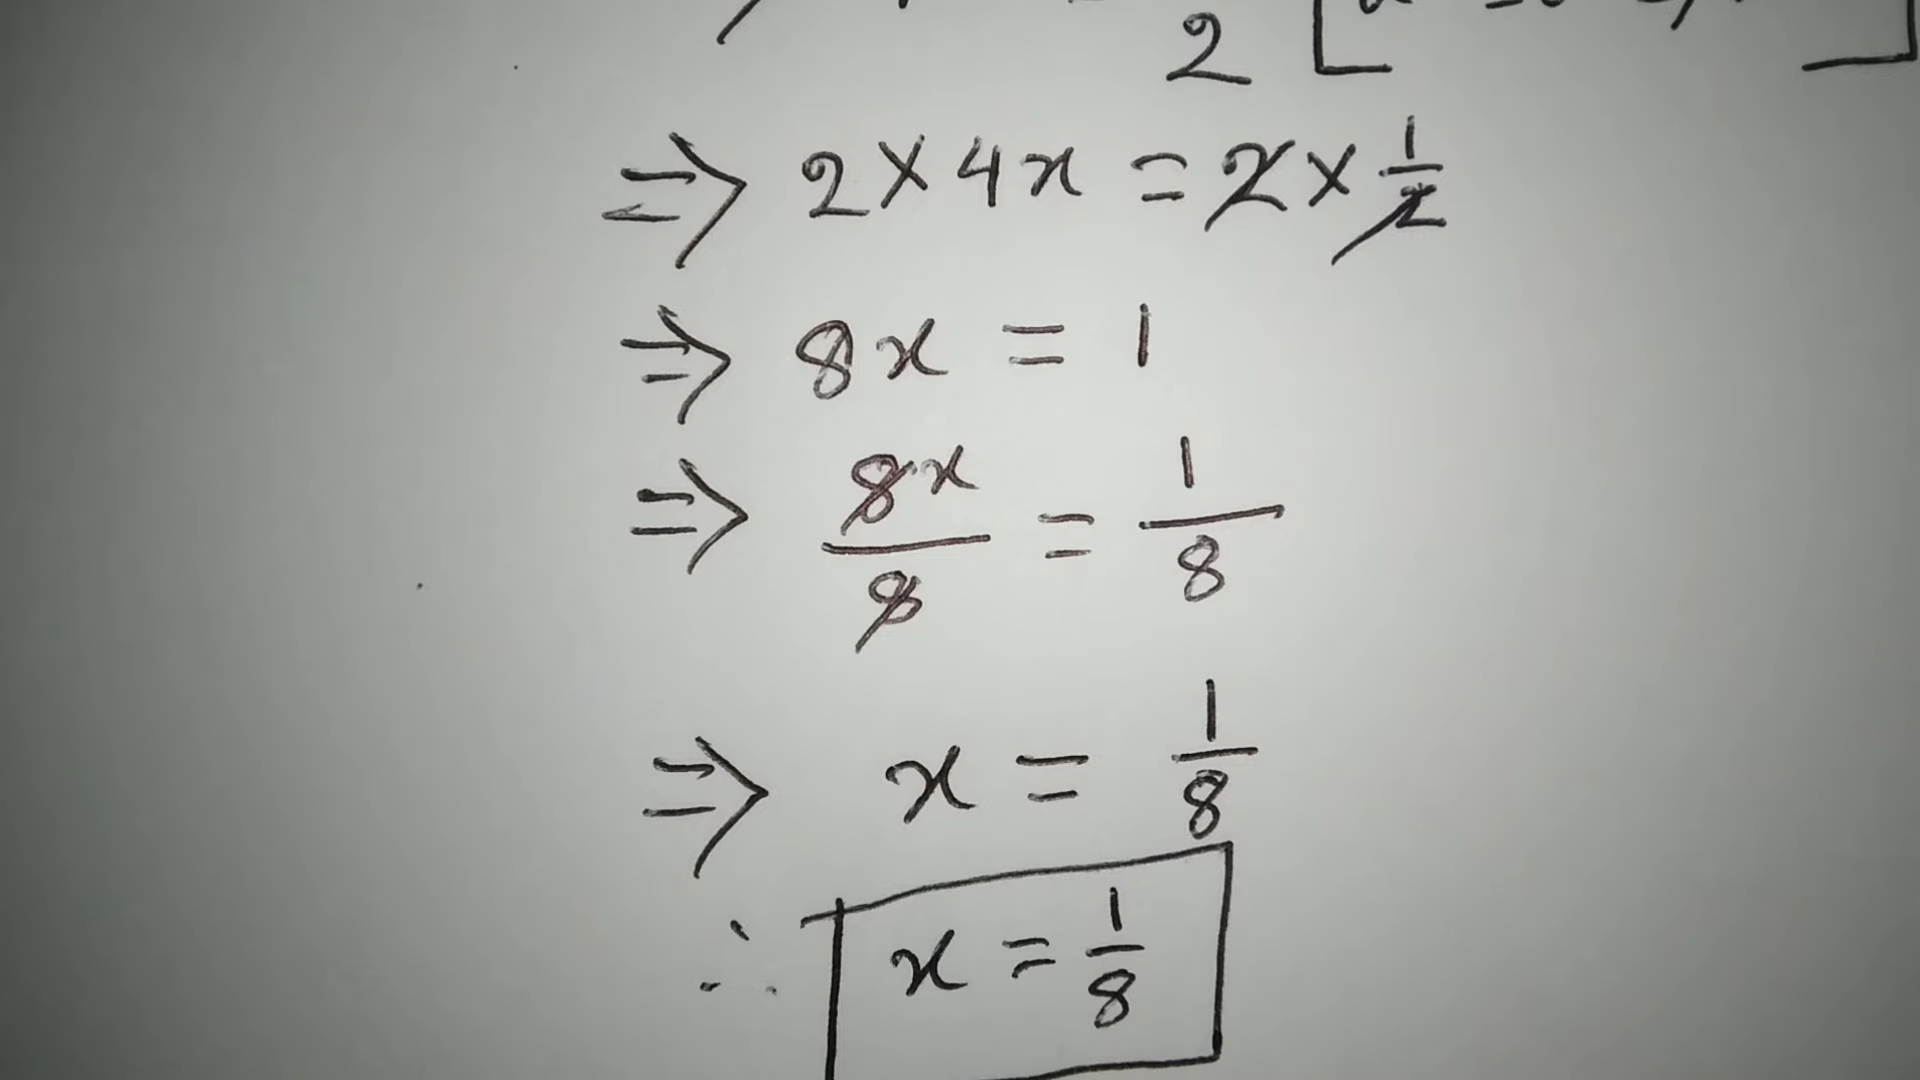 2
⇒ 2 × 4x = 2 × 1/2
⇒ 8x = 1
⇒ 8x/8 = 1/8
⇒ x = 1/8
∴ x = 1/8